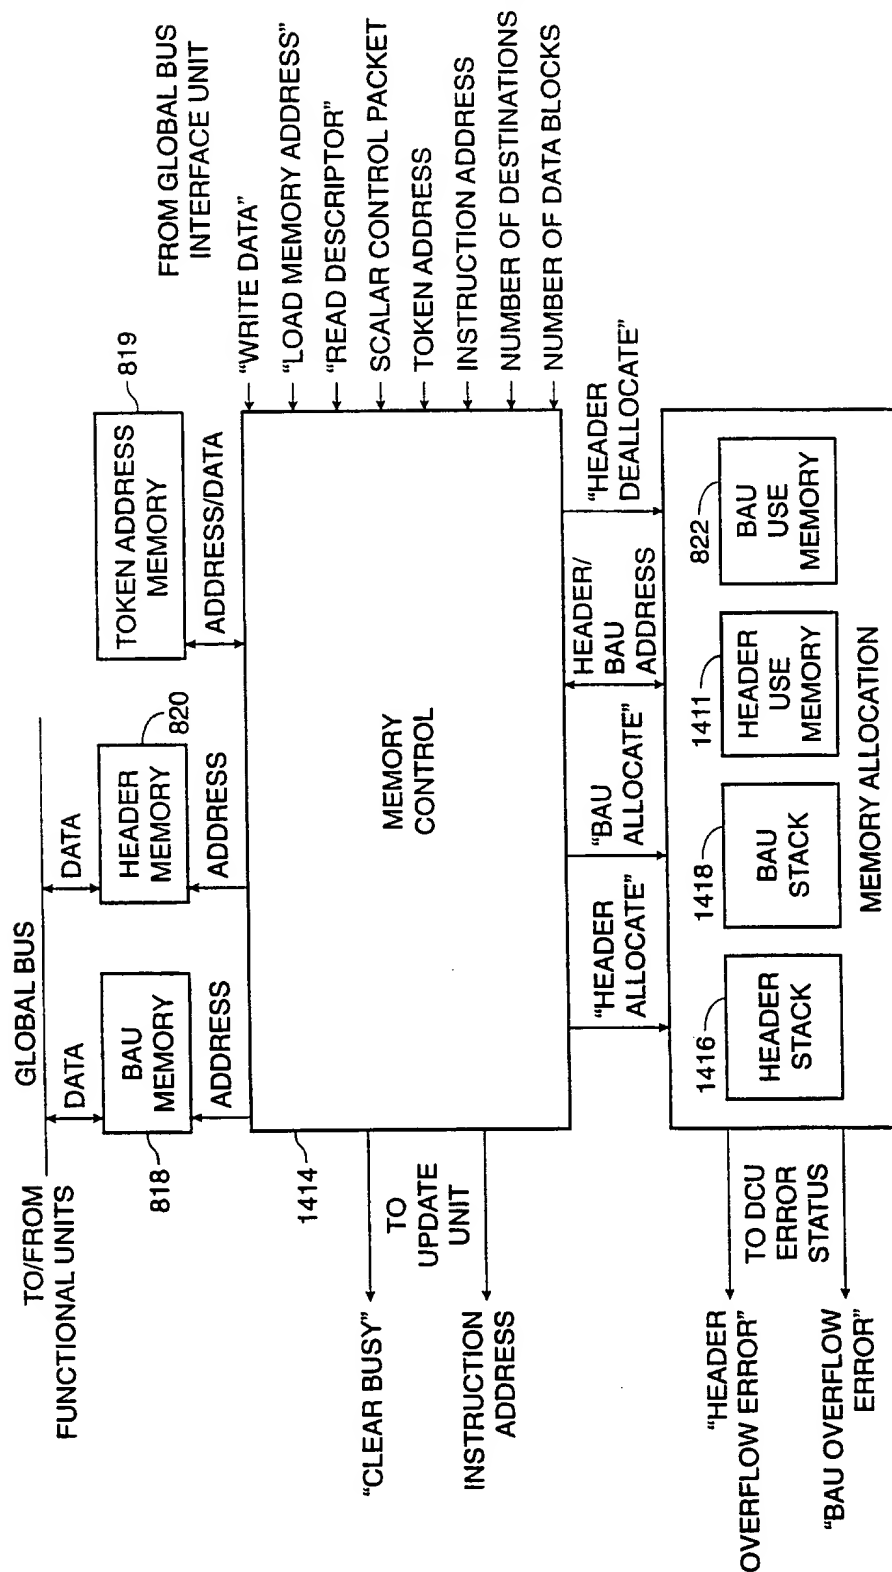 TO/FROM
FUNCTIONAL UNITS
GLOBAL BUS
DATA
DATA
BAU
MEMORY
818
HEADER
MEMORY
820
TOKEN ADDRESS
MEMORY
819
ADDRESS
ADDRESS
ADDRESS/DATA
FROM GLOBAL BUS
INTERFACE UNIT
"WRITE DATA"
"LOAD MEMORY ADDRESS"
"READ DESCRIPTOR"
SCALAR CONTROL PACKET
TOKEN ADDRESS
INSTRUCTION ADDRESS
NUMBER OF DESTINATIONS
NUMBER OF DATA BLOCKS
1414
MEMORY
CONTROL
"CLEAR BUSY"
TO
UPDATE
UNIT
INSTRUCTION
ADDRESS
"HEADER
ALLOCATE"
"BAU
ALLOCATE"
HEADER/
BAU
ADDRESS
"HEADER
DEALLOCATE"
1416
HEADER
STACK
1418
BAU
STACK
1411
HEADER
USE
MEMORY
822
BAU
USE
MEMORY
MEMORY ALLOCATION
"HEADER
OVERFLOW ERROR"
TO DCU
ERROR
STATUS
"BAU OVERFLOW
ERROR"